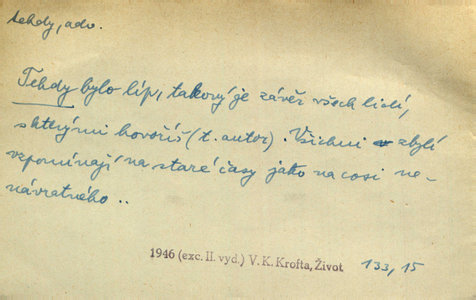 tehdy, adv.
Tehdy bylo líp, takový je závěr všech lidí,
s kterými hovoříš (t. autor). Všichni zbylí
vzpomínají na staré časy jako na cosi ne-
návratného..
1946 (exc. II. vyd.) V. K. Krofta, Život 133, 15